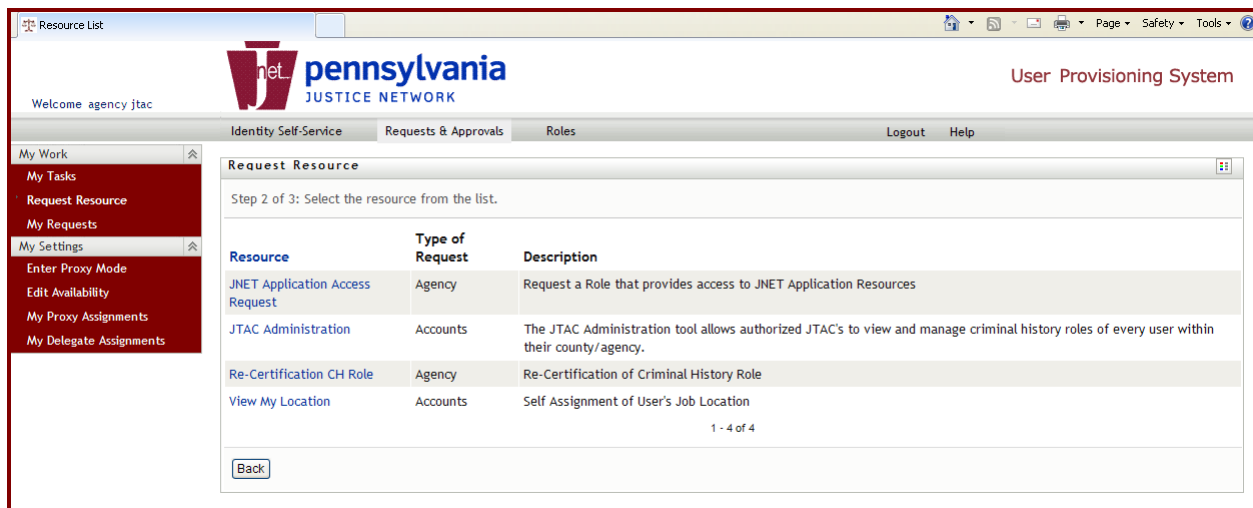 Resource List
Page Safety Tools
Welcome agency jtac
jnet
pennsylvania
JUSTICE NETWORK
User Provisioning System
Identity Self-Service Requests & Approvals Roles Logout Help
My Work
My Tasks
Request Resource
My Requests
My Settings
Enter Proxy Mode
Edit Availability
My Proxy Assignments
My Delegate Assignments
Request Resource
Step 2 of 3: Select the resource from the list.
Resource Type of Request Description
JNET Application Access Request Agency Request a Role that provides access to JNET Application Resources
JTAC Administration Accounts The JTAC Administration tool allows authorized JTAC's to view and manage criminal history roles of every user within
their county/agency.
Re-Certification CH Role Agency Re-Certification of Criminal History Role
View My Location Accounts Self Assignment of User's Job Location
1 - 4 of 4
Back